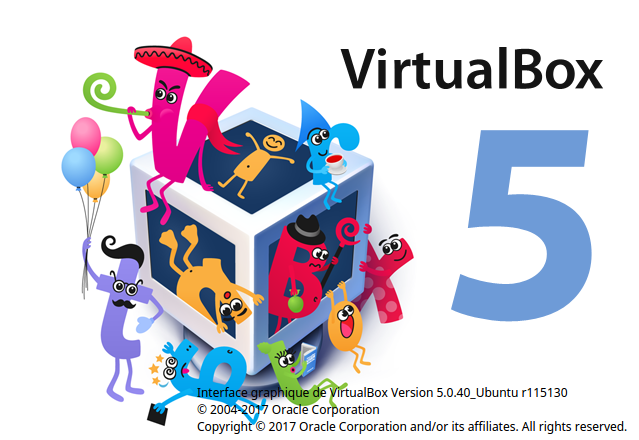 VirtualBox
5
Interface graphique de VirtualBox Version 5.0.40_Ubuntu r115130
© 2004-2017 Oracle Corporation
Copyright © 2017 Oracle Corporation and/or its affiliates. All rights reserved.